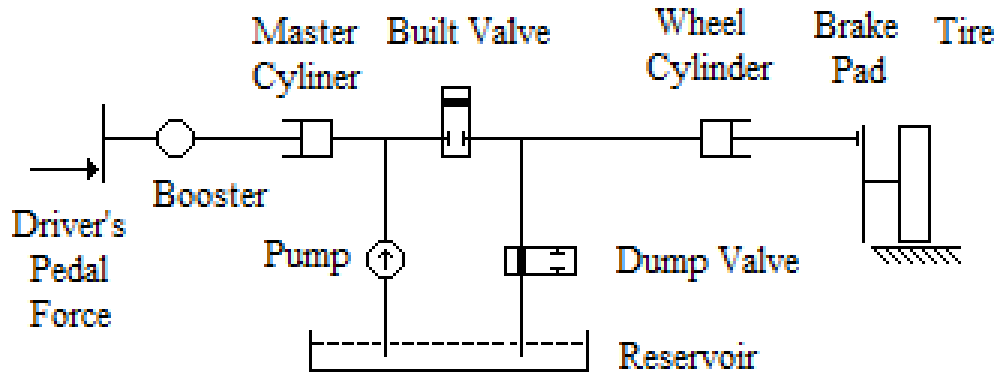 Master
Cyliner
Built Valve
Wheel
Cylinder
Brake
Pad
Tire
Booster
Driver's
Pedal
Force
Pump
Dump Valve
Reservoir